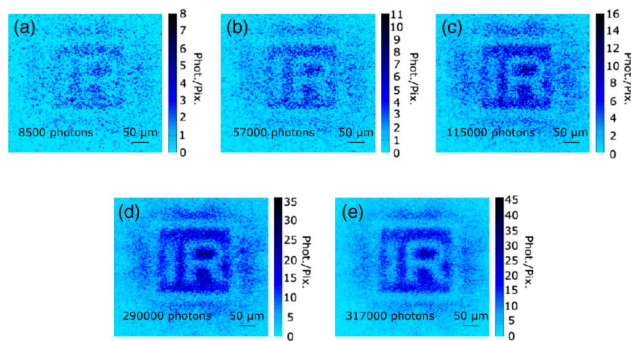 (a)
8
7
6
5
4
3
2
1
0
Phot./Pix.
R
8500 photons
50 µm
(b)
11
10
9
8
7
6
5
4
3
2
1
0
Phot./Pix.
R
57000 photons
50 µm
(c)
16
14
12
10
8
6
4
2
0
Phot./Pix.
R
115000 photons
50 µm
(d)
35
30
25
20
15
10
5
0
Phot./Pix.
R
290000 photons
50 µm
(e)
45
40
35
30
25
20
15
10
5
0
Phot./Pix.
R
317000 photons
50 µm